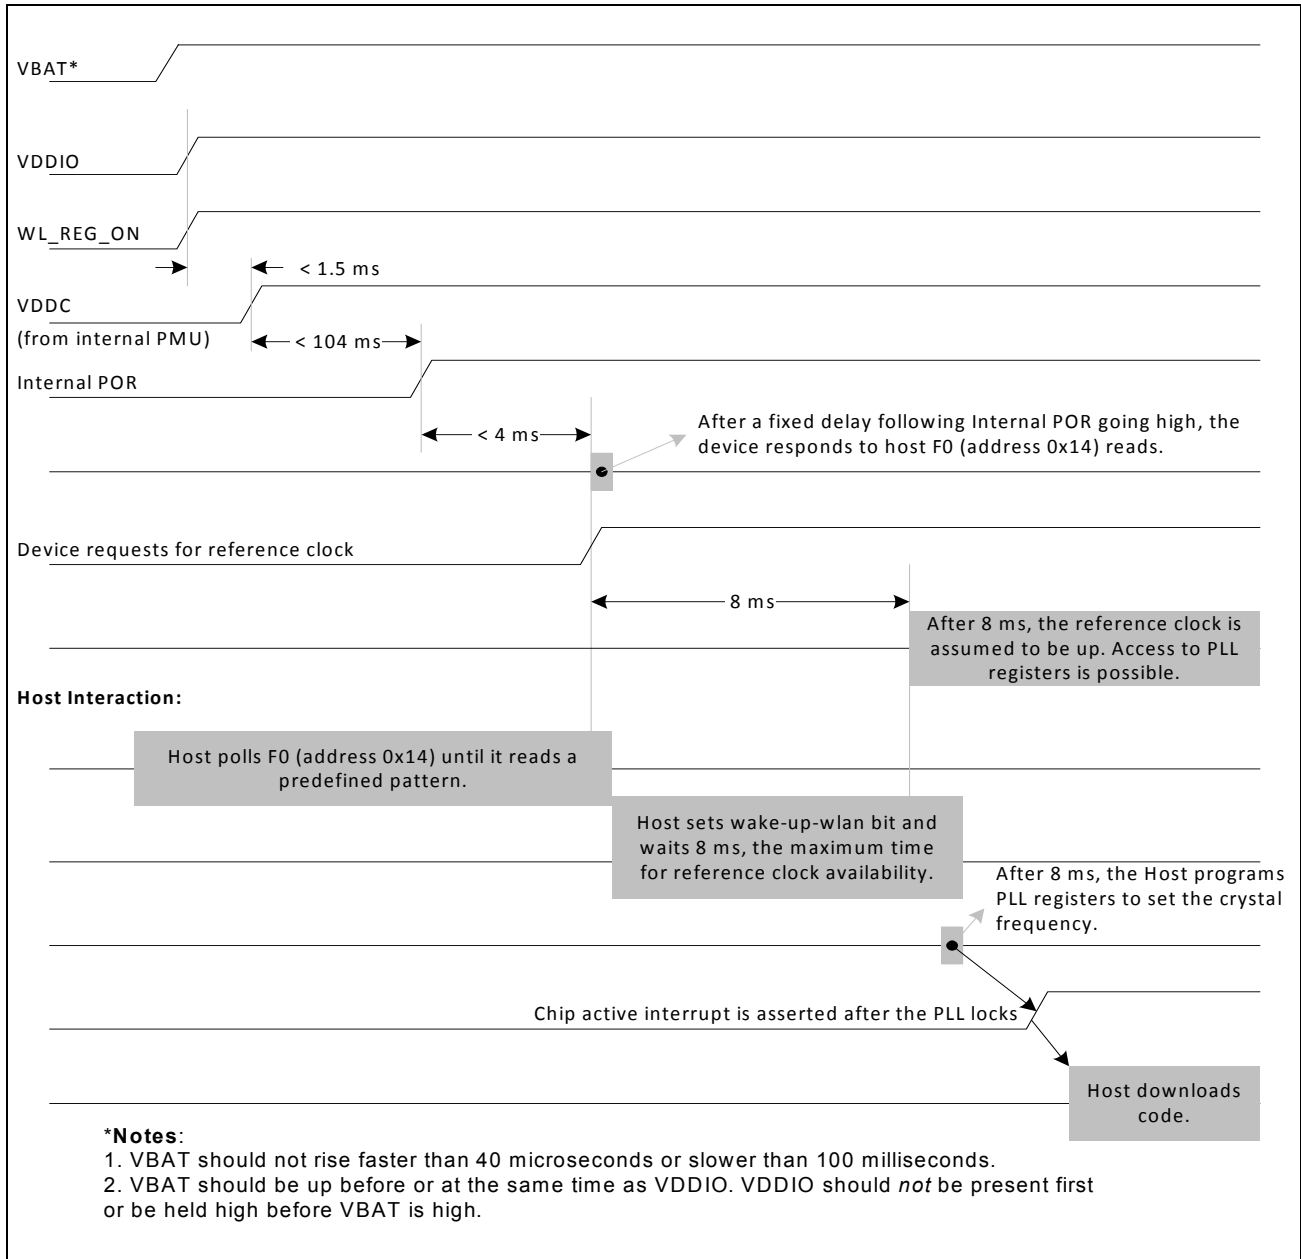 VBAT*
VDDIO
WL_REG_ON
< 1.5 ms
VDDC
(from internal PMU)
< 104 ms
Internal POR
< 4 ms
After a fixed delay following Internal POR going high, the
device responds to host F0 (address 0x14) reads.
Device requests for reference clock
8 ms
After 8 ms, the reference clock is
assumed to be up. Access to PLL
registers is possible.
Host Interaction:
Host polls F0 (address 0x14) until it reads a
predefined pattern.
Host sets wake-up-wlan bit and
waits 8 ms, the maximum time
for reference clock availability.
After 8 ms, the Host programs
PLL registers to set the crystal
frequency.
Chip active interrupt is asserted after the PLL locks
Host downloads
code.
*Notes:
1. VBAT should not rise faster than 40 microseconds or slower than 100 milliseconds.
2. VBAT should be up before or at the same time as VDDIO. VDDIO should not be present first
or be held high before VBAT is high.